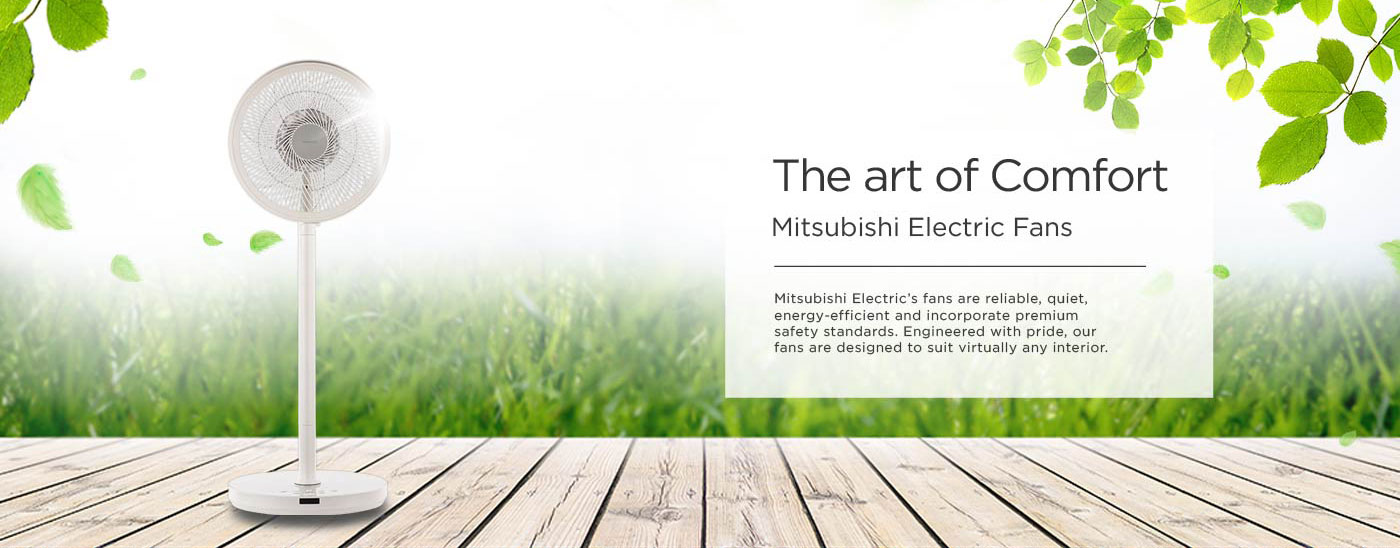 The art of Comfort
Mitsubishi Electric Fans
Mitsubishi Electric's fans are reliable, quiet,
energy-efficient and incorporate premium
safety standards. Engineered with pride, our
fans are designed to suit virtually any interior.